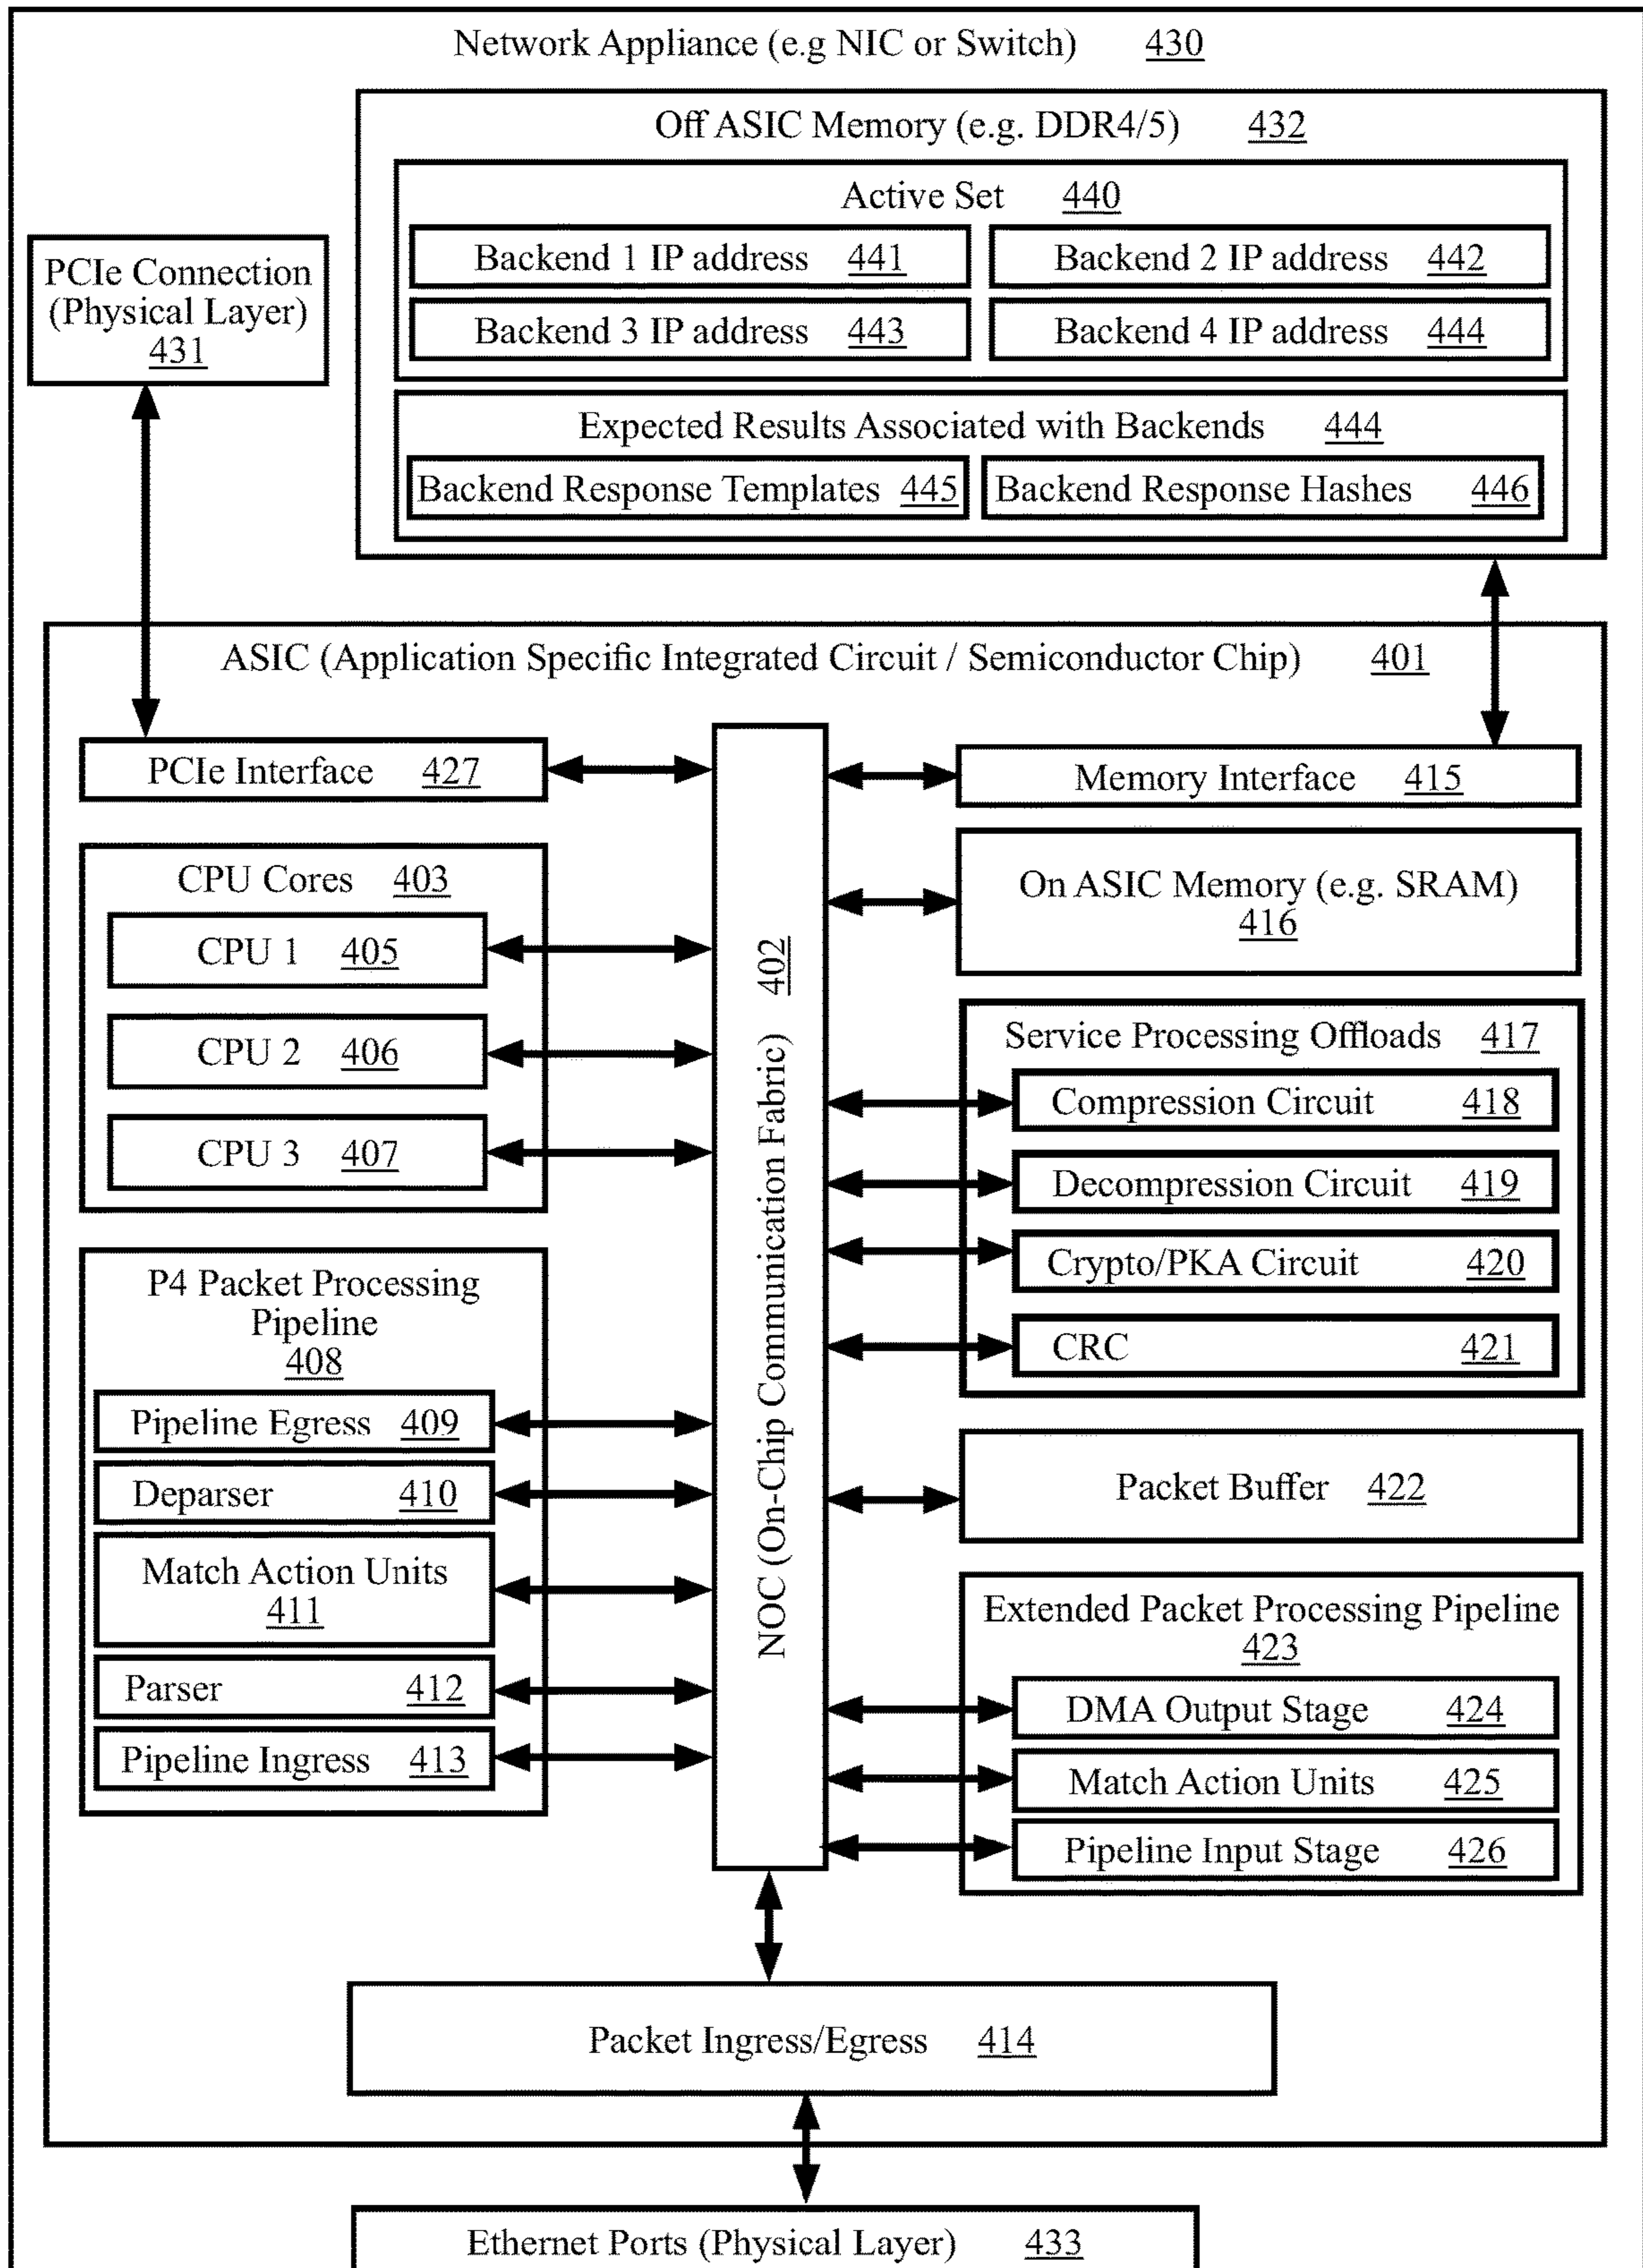 Network Appliance (e.g NIC or Switch) 430
Off ASIC Memory (e.g. DDR4/5) 432
Active Set 440
Backend 1 IP address 441
Backend 2 IP address 442
Backend 3 IP address 443
Backend 4 IP address 444
Expected Results Associated with Backends 444
Backend Response Templates 445
Backend Response Hashes 446
PCIe Connection
(Physical Layer)
431
ASIC (Application Specific Integrated Circuit / Semiconductor Chip) 401
PCIe Interface 427
CPU Cores 403
CPU 1 405
CPU 2 406
CPU 3 407
P4 Packet Processing
Pipeline
408
Pipeline Egress 409
Deparser 410
Match Action Units
411
Parser 412
Pipeline Ingress 413
NOC (On-Chip Communication Fabric) 402
Memory Interface 415
On ASIC Memory (e.g. SRAM)
416
Service Processing Offloads 417
Compression Circuit 418
Decompression Circuit 419
Crypto/PKA Circuit 420
CRC 421
Packet Buffer 422
Extended Packet Processing Pipeline
423
DMA Output Stage 424
Match Action Units 425
Pipeline Input Stage 426
Packet Ingress/Egress 414
Ethernet Ports (Physical Layer) 433